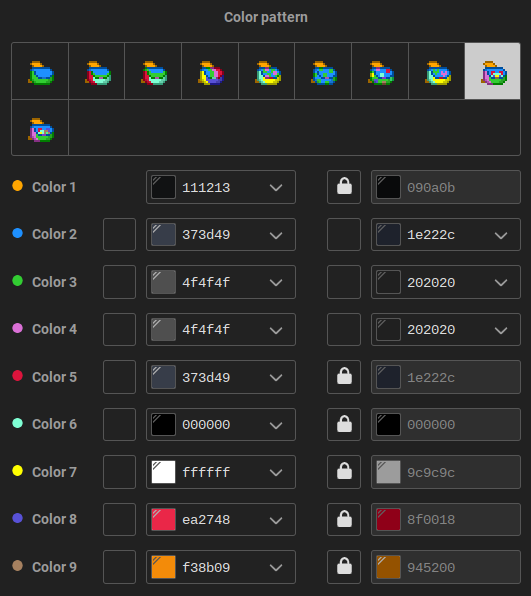 Color pattern
Color 1 111213 090a0b
Color 2 373d49 1e222c
Color 3 4f4f4f 202020
Color 4 4f4f4f 202020
Color 5 373d49 1e222c
Color 6 000000 000000
Color 7 ffffff 9c9c9c
Color 8 ea2748 8f0018
Color 9 f38b09 945200